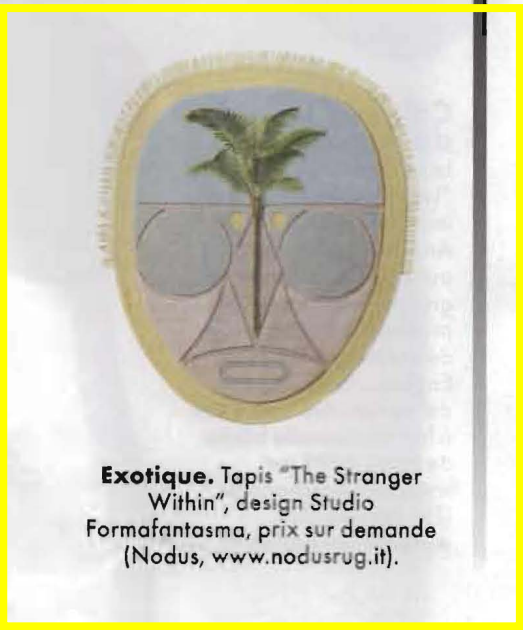 Exotique. Tapis "The Stranger
Within", design Studio
Formafantasma, prix sur demande
(Nodus, www.nodusrug.it).